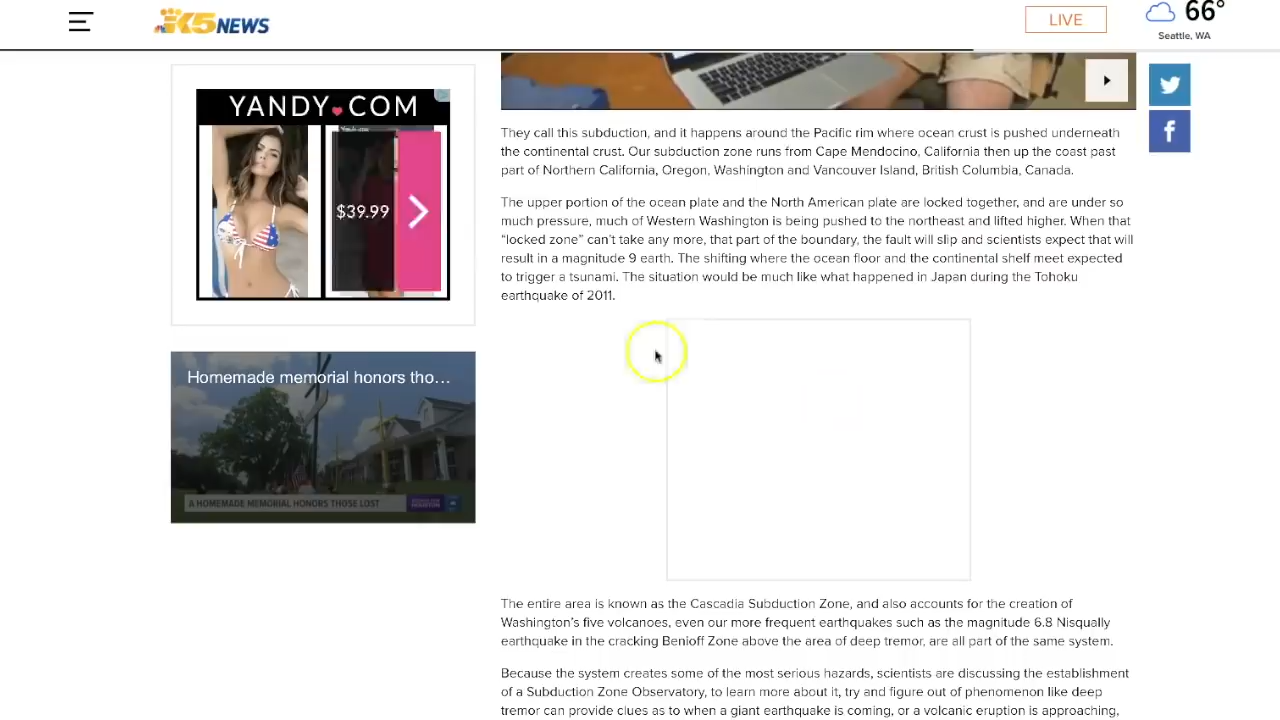 K5 NEWS
LIVE
66°
Seattle, WA
YANDY.COM
$39.99
Homemade memorial honors tho...
A HOMEMADE MEMORIAL HONORS THOSE LOST
They call this subduction, and it happens around the Pacific rim where ocean crust is pushed underneath
the continental crust. Our subduction zone runs from Cape Mendocino, California then up the coast past
part of Northern California, Oregon, Washington and Vancouver Island, British Columbia, Canada.
The upper portion of the ocean plate and the North American plate are locked together, and are under so
much pressure, much of Western Washington is being pushed to the northeast and lifted higher. When that
“locked zone” can’t take any more, that part of the boundary, the fault will slip and scientists expect that will
result in a magnitude 9 earth. The shifting where the ocean floor and the continental shelf meet expected
to trigger a tsunami. The situation would be much like what happened in Japan during the Tohoku
earthquake of 2011.
The entire area is known as the Cascadia Subduction Zone, and also accounts for the creation of
Washington’s five volcanoes, even our more frequent earthquakes such as the magnitude 6.8 Nisqually
earthquake in the cracking Benioff Zone above the area of deep tremor, are all part of the same system.
Because the system creates some of the most serious hazards, scientists are discussing the establishment
of a Subduction Zone Observatory, to learn more about it, try and figure out of phenomenon like deep
tremor can provide clues as to when a giant earthquake is coming, or a volcanic eruption is approaching,